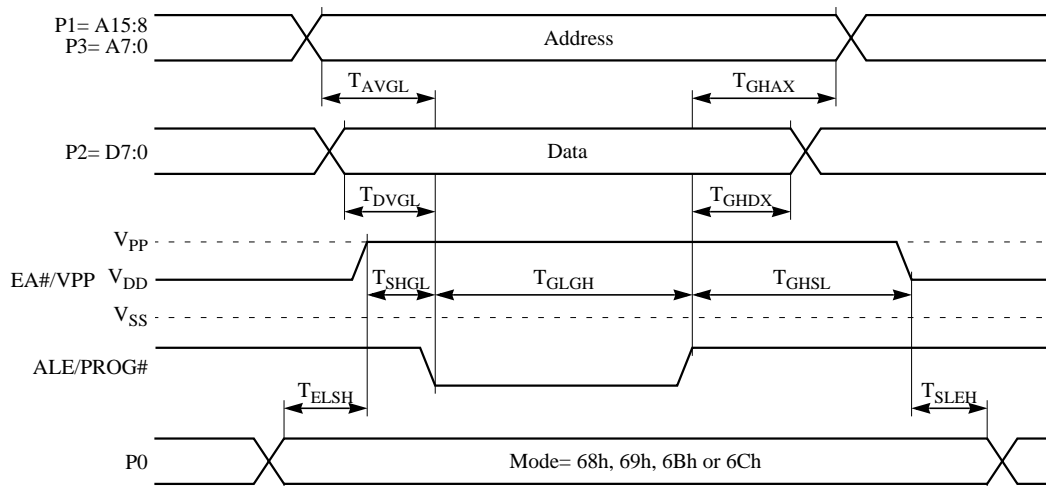 P1= A15:8
P3= A7:0
Address
TAVGL
TGHAX
P2= D7:0
Data
TDVGL
TGHDX
VPP
EA#/VPP
VDD
TSHGL
TGLGH
TGHSL
VSS
ALE/PROG#
TELSH
TSLEH
P0
Mode= 68h, 69h, 6Bh or 6Ch